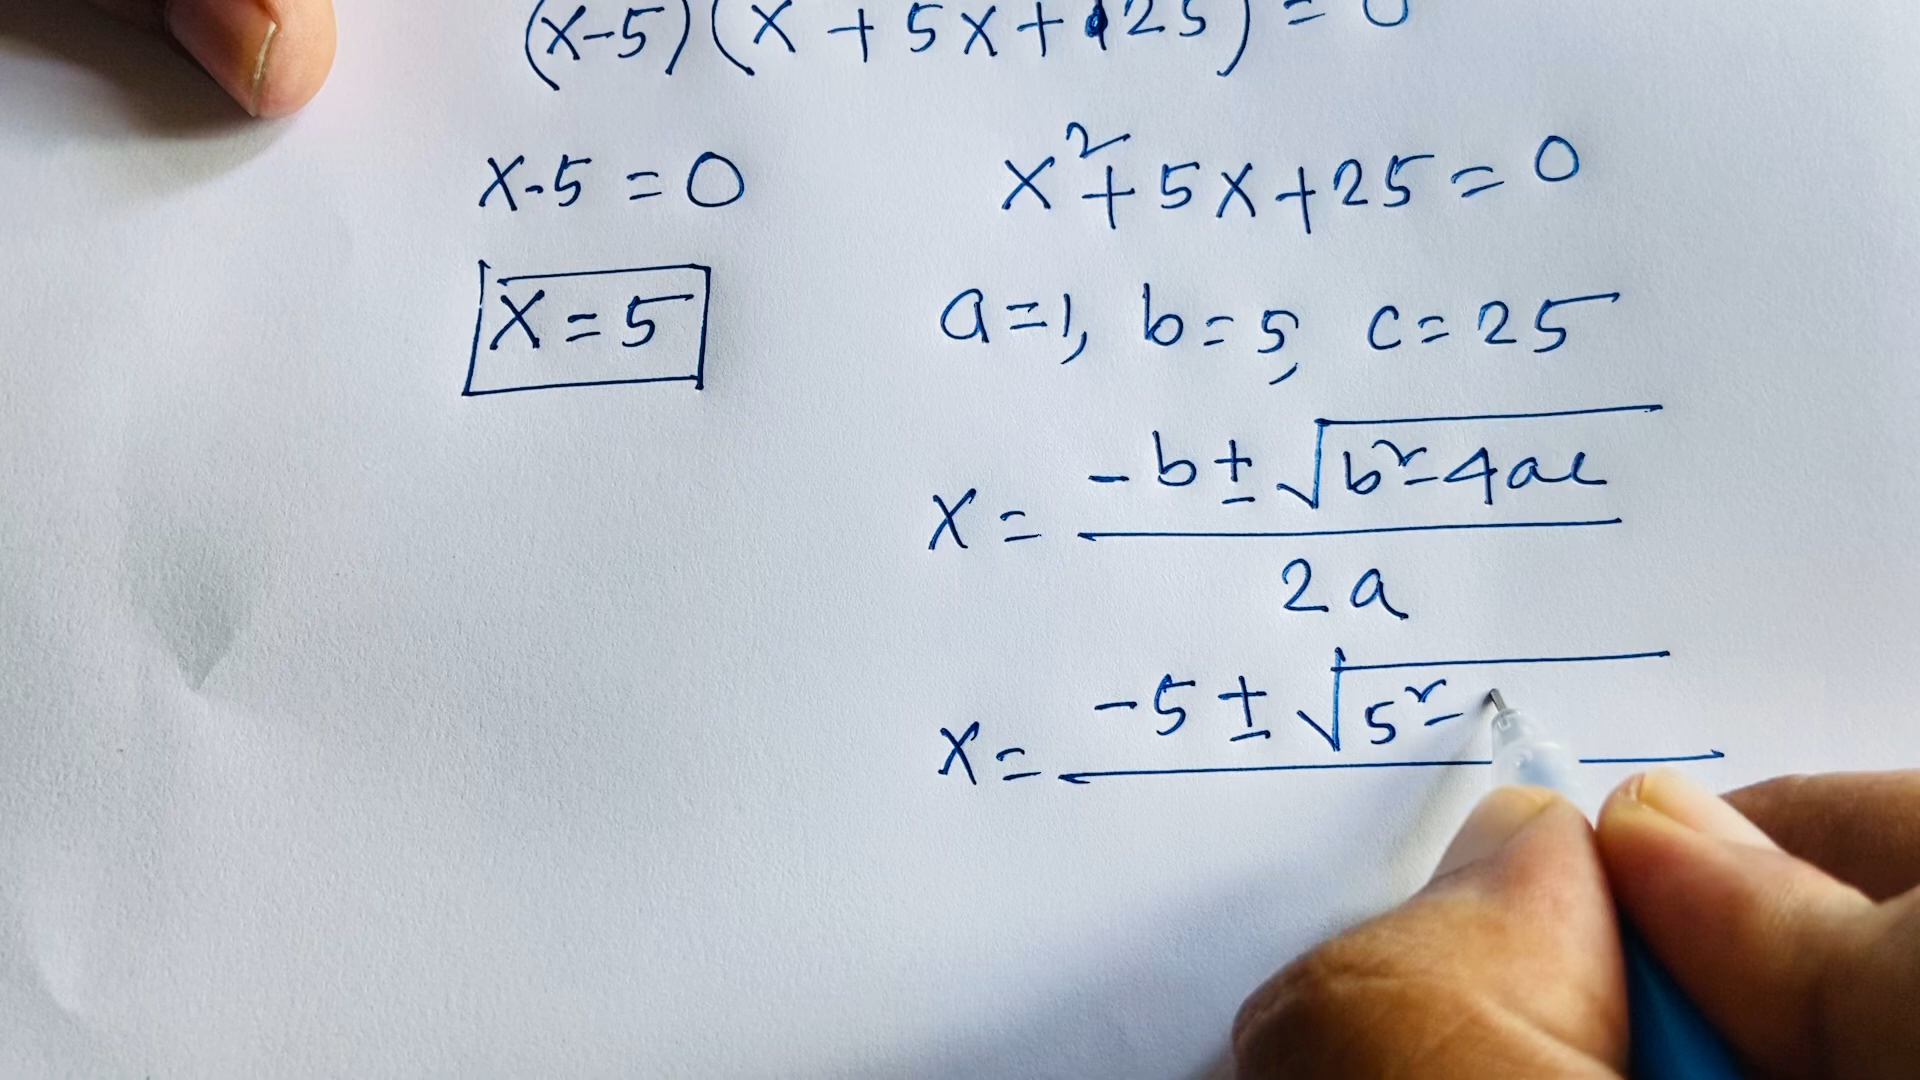 (x-5)(x+5x+25)=0
x-5=0 x²+5x+25=0
x=5 a=1, b=5, c=25
x= -b±√b²-4ac
2a
x= -5±√5²-